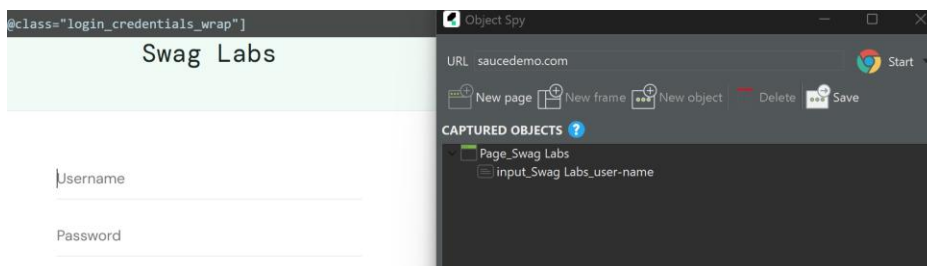 @class="login_credentials_wrap"]
Swag Labs
Username
Password
Object Spy
URL saucedemo.com
Start
New page New frame New object Delete Save
CAPTURED OBJECTS ?
Page_Swag Labs
input_Swag Labs_user-name